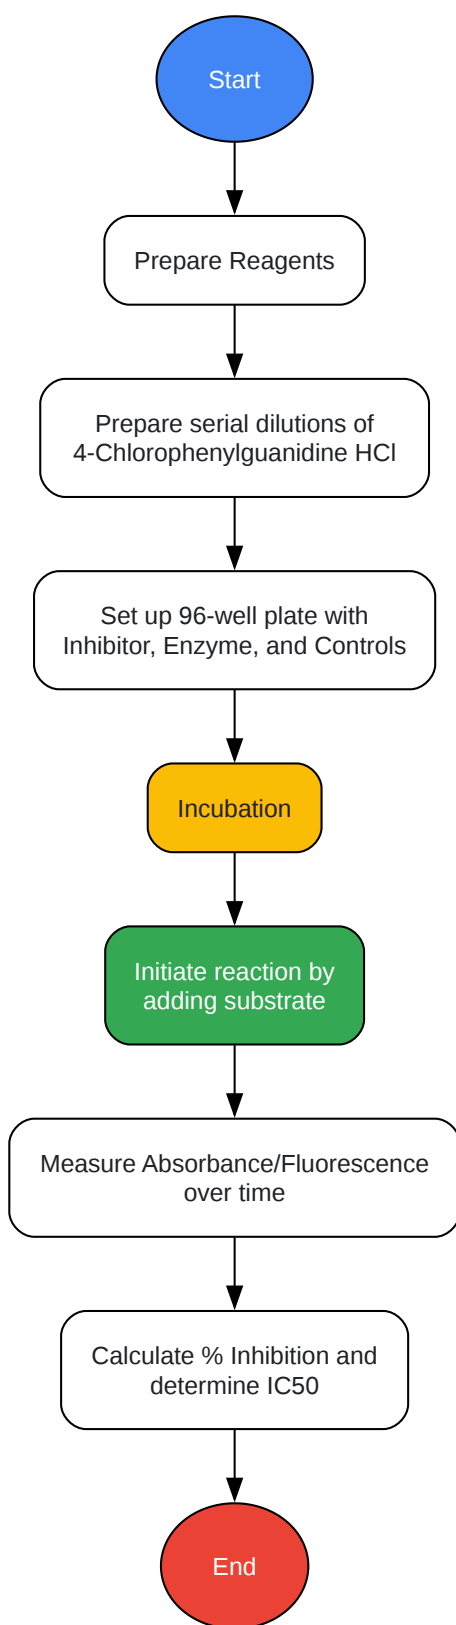 Start
Prepare Reagents
Prepare serial dilutions of
4-Chlorophenylguanidine HCl
Set up 96-well plate with
Inhibitor, Enzyme, and Controls
Incubation
Initiate reaction by
adding substrate
Measure Absorbance/Fluorescence
over time
Calculate % Inhibition and
determine IC50
End